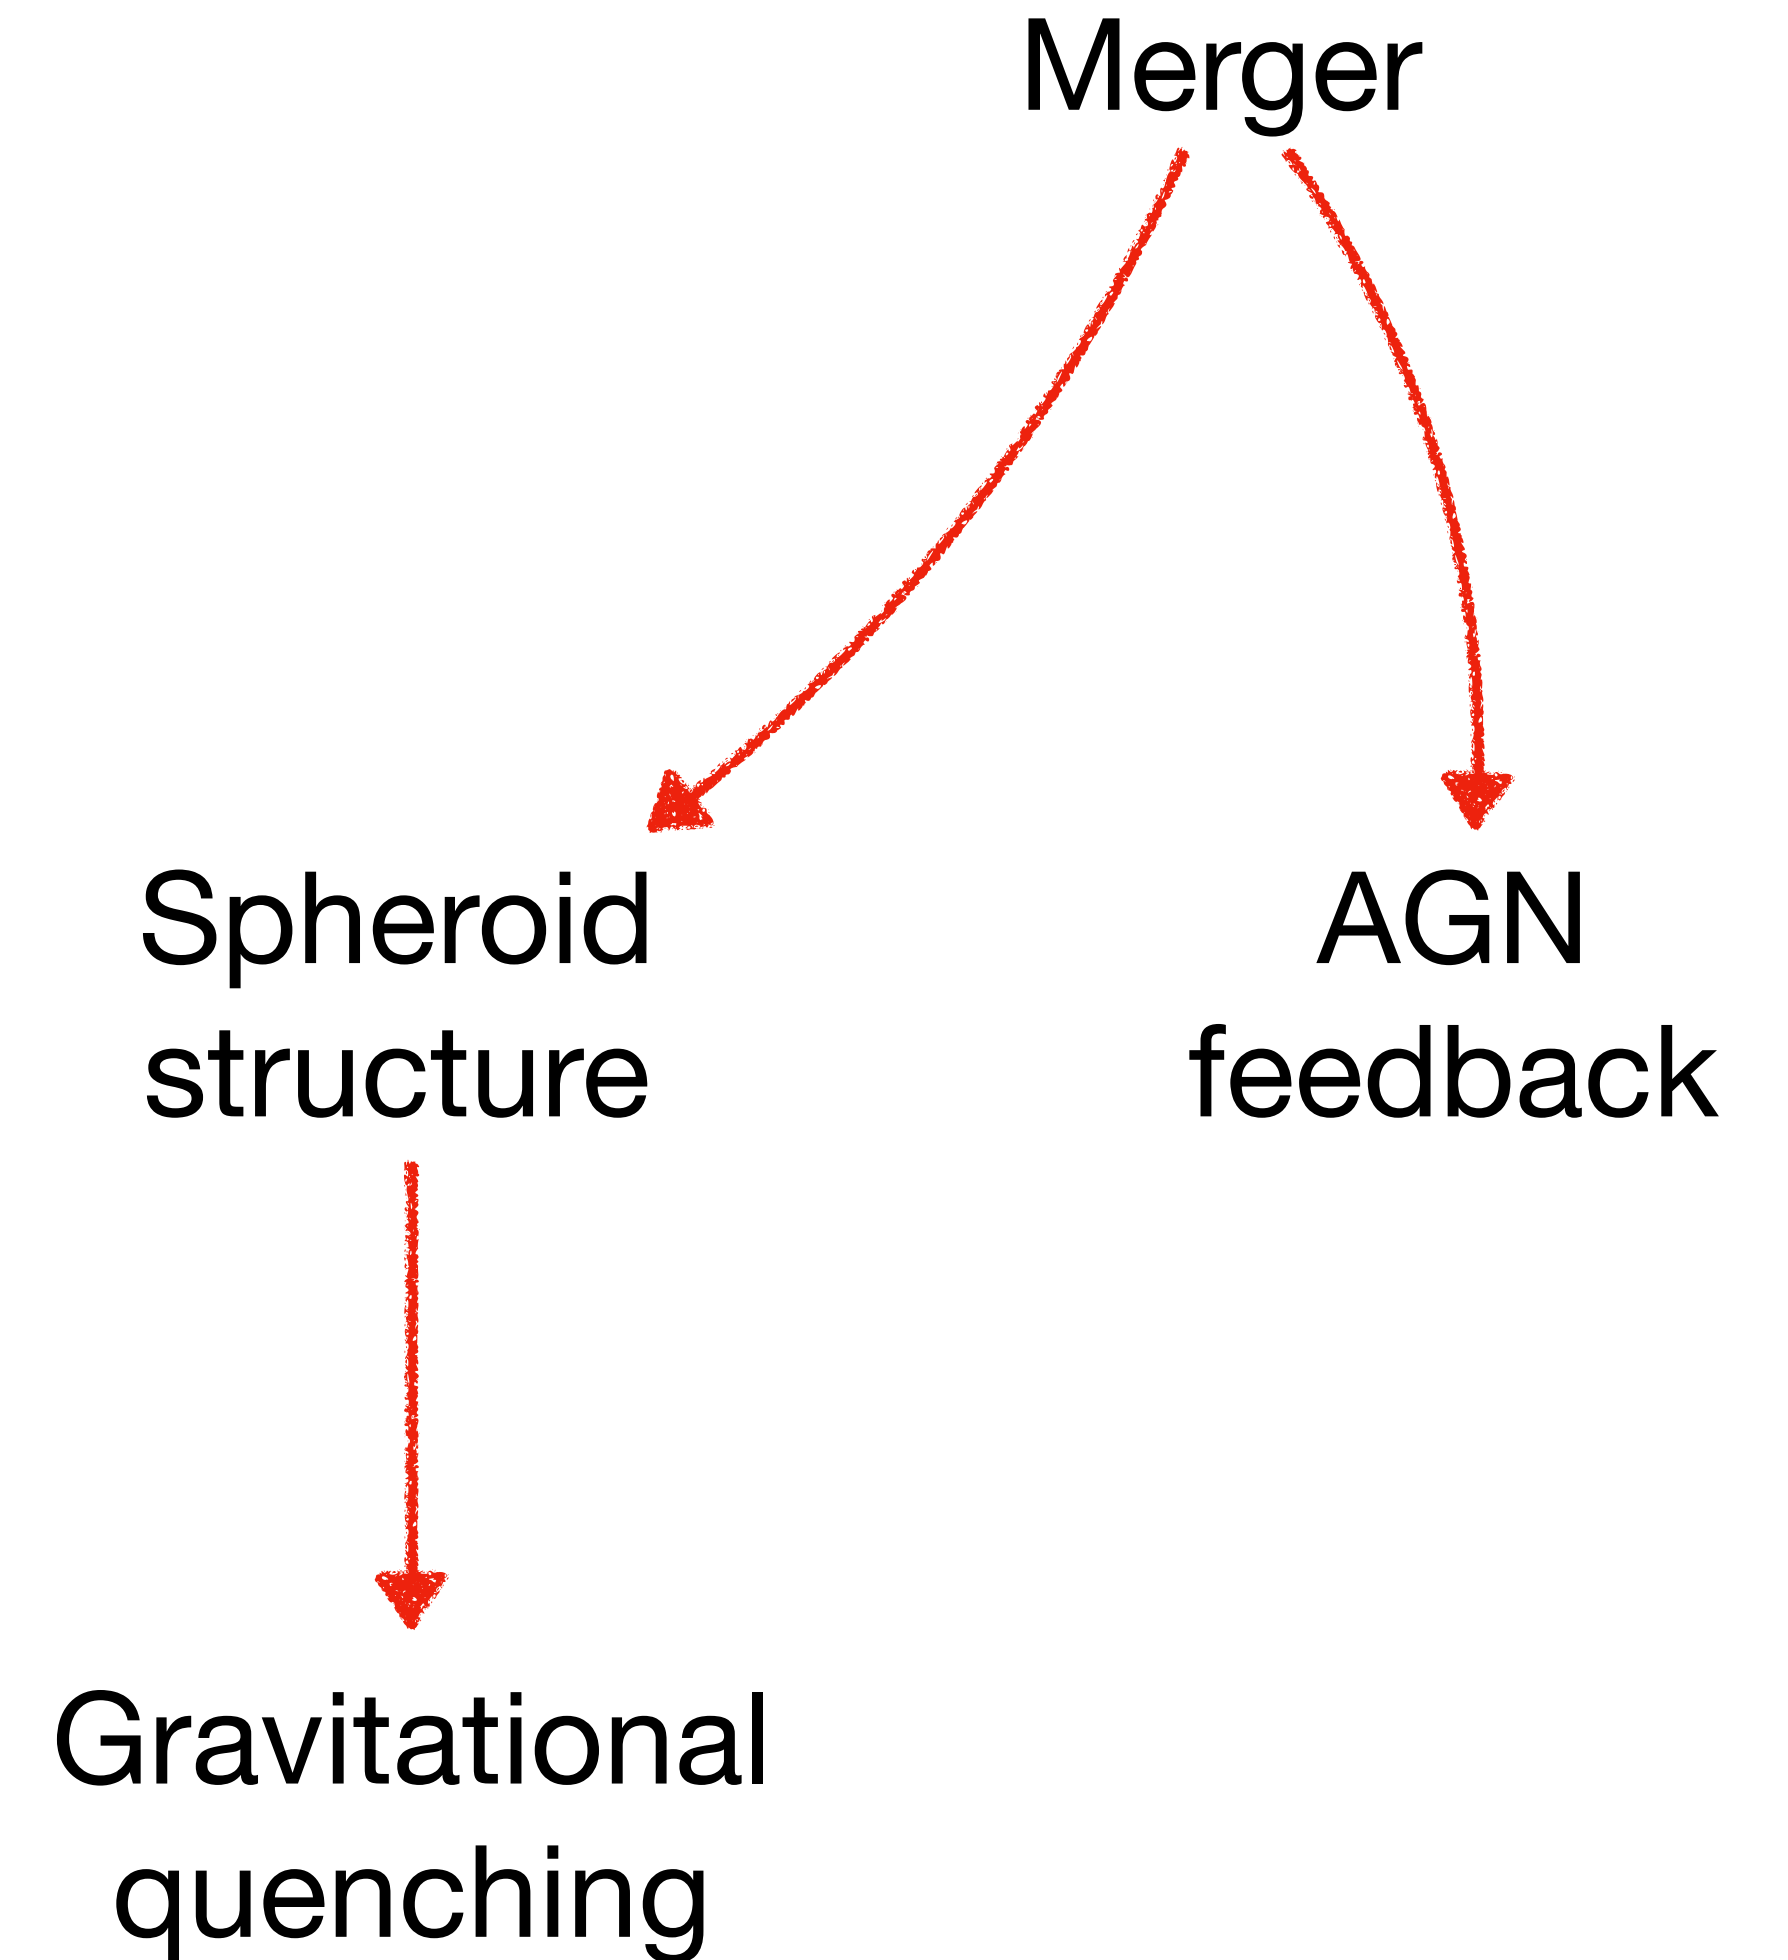 Merger
Spheroid
structure
AGN
feedback
Gravitational
quenching